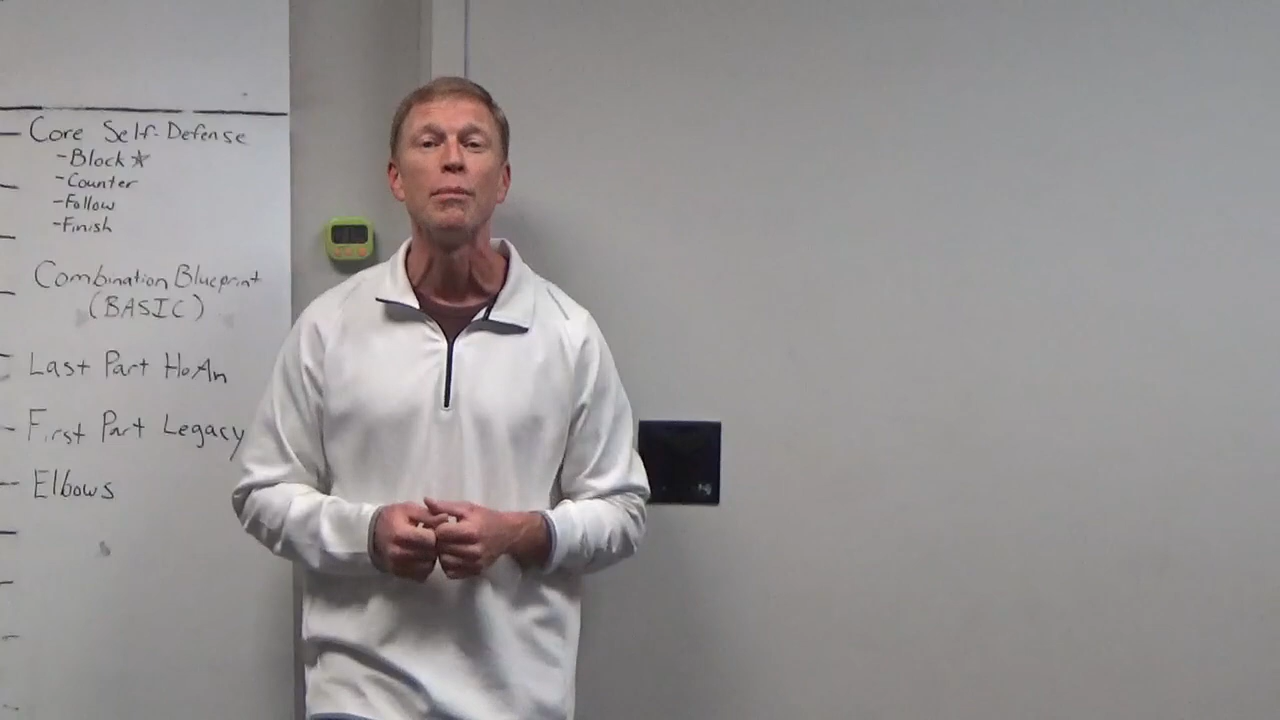 Core Self-Defense
-Block☆
-Counter
-Follow
-Finish
Combination Blueprint
(BASIC)
Last Part HoAn
First Part Legacy
Elbows